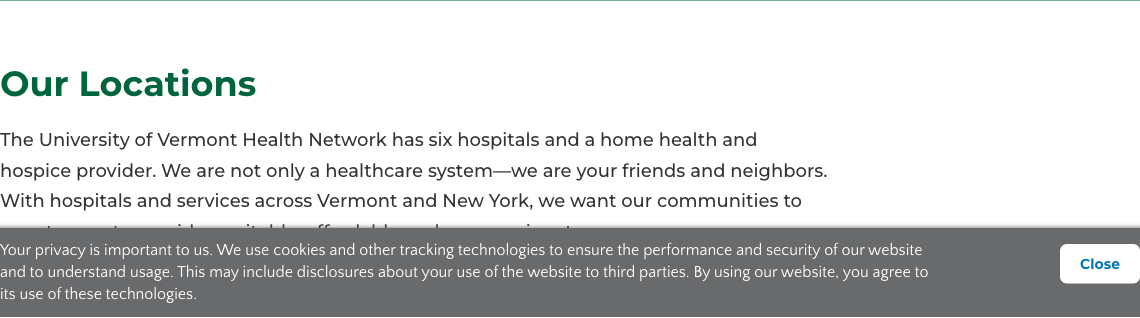 Our Locations
The University of Vermont Health Network has six hospitals and a home health and
hospice provider. We are not only a healthcare system—we are your friends and neighbors.
With hospitals and services across Vermont and New York, we want our communities to
Your privacy is important to us. We use cookies and other tracking technologies to ensure the performance and security of our website
and to understand usage. This may include disclosures about your use of the website to third parties. By using our website, you agree to
its use of these technologies.
Close